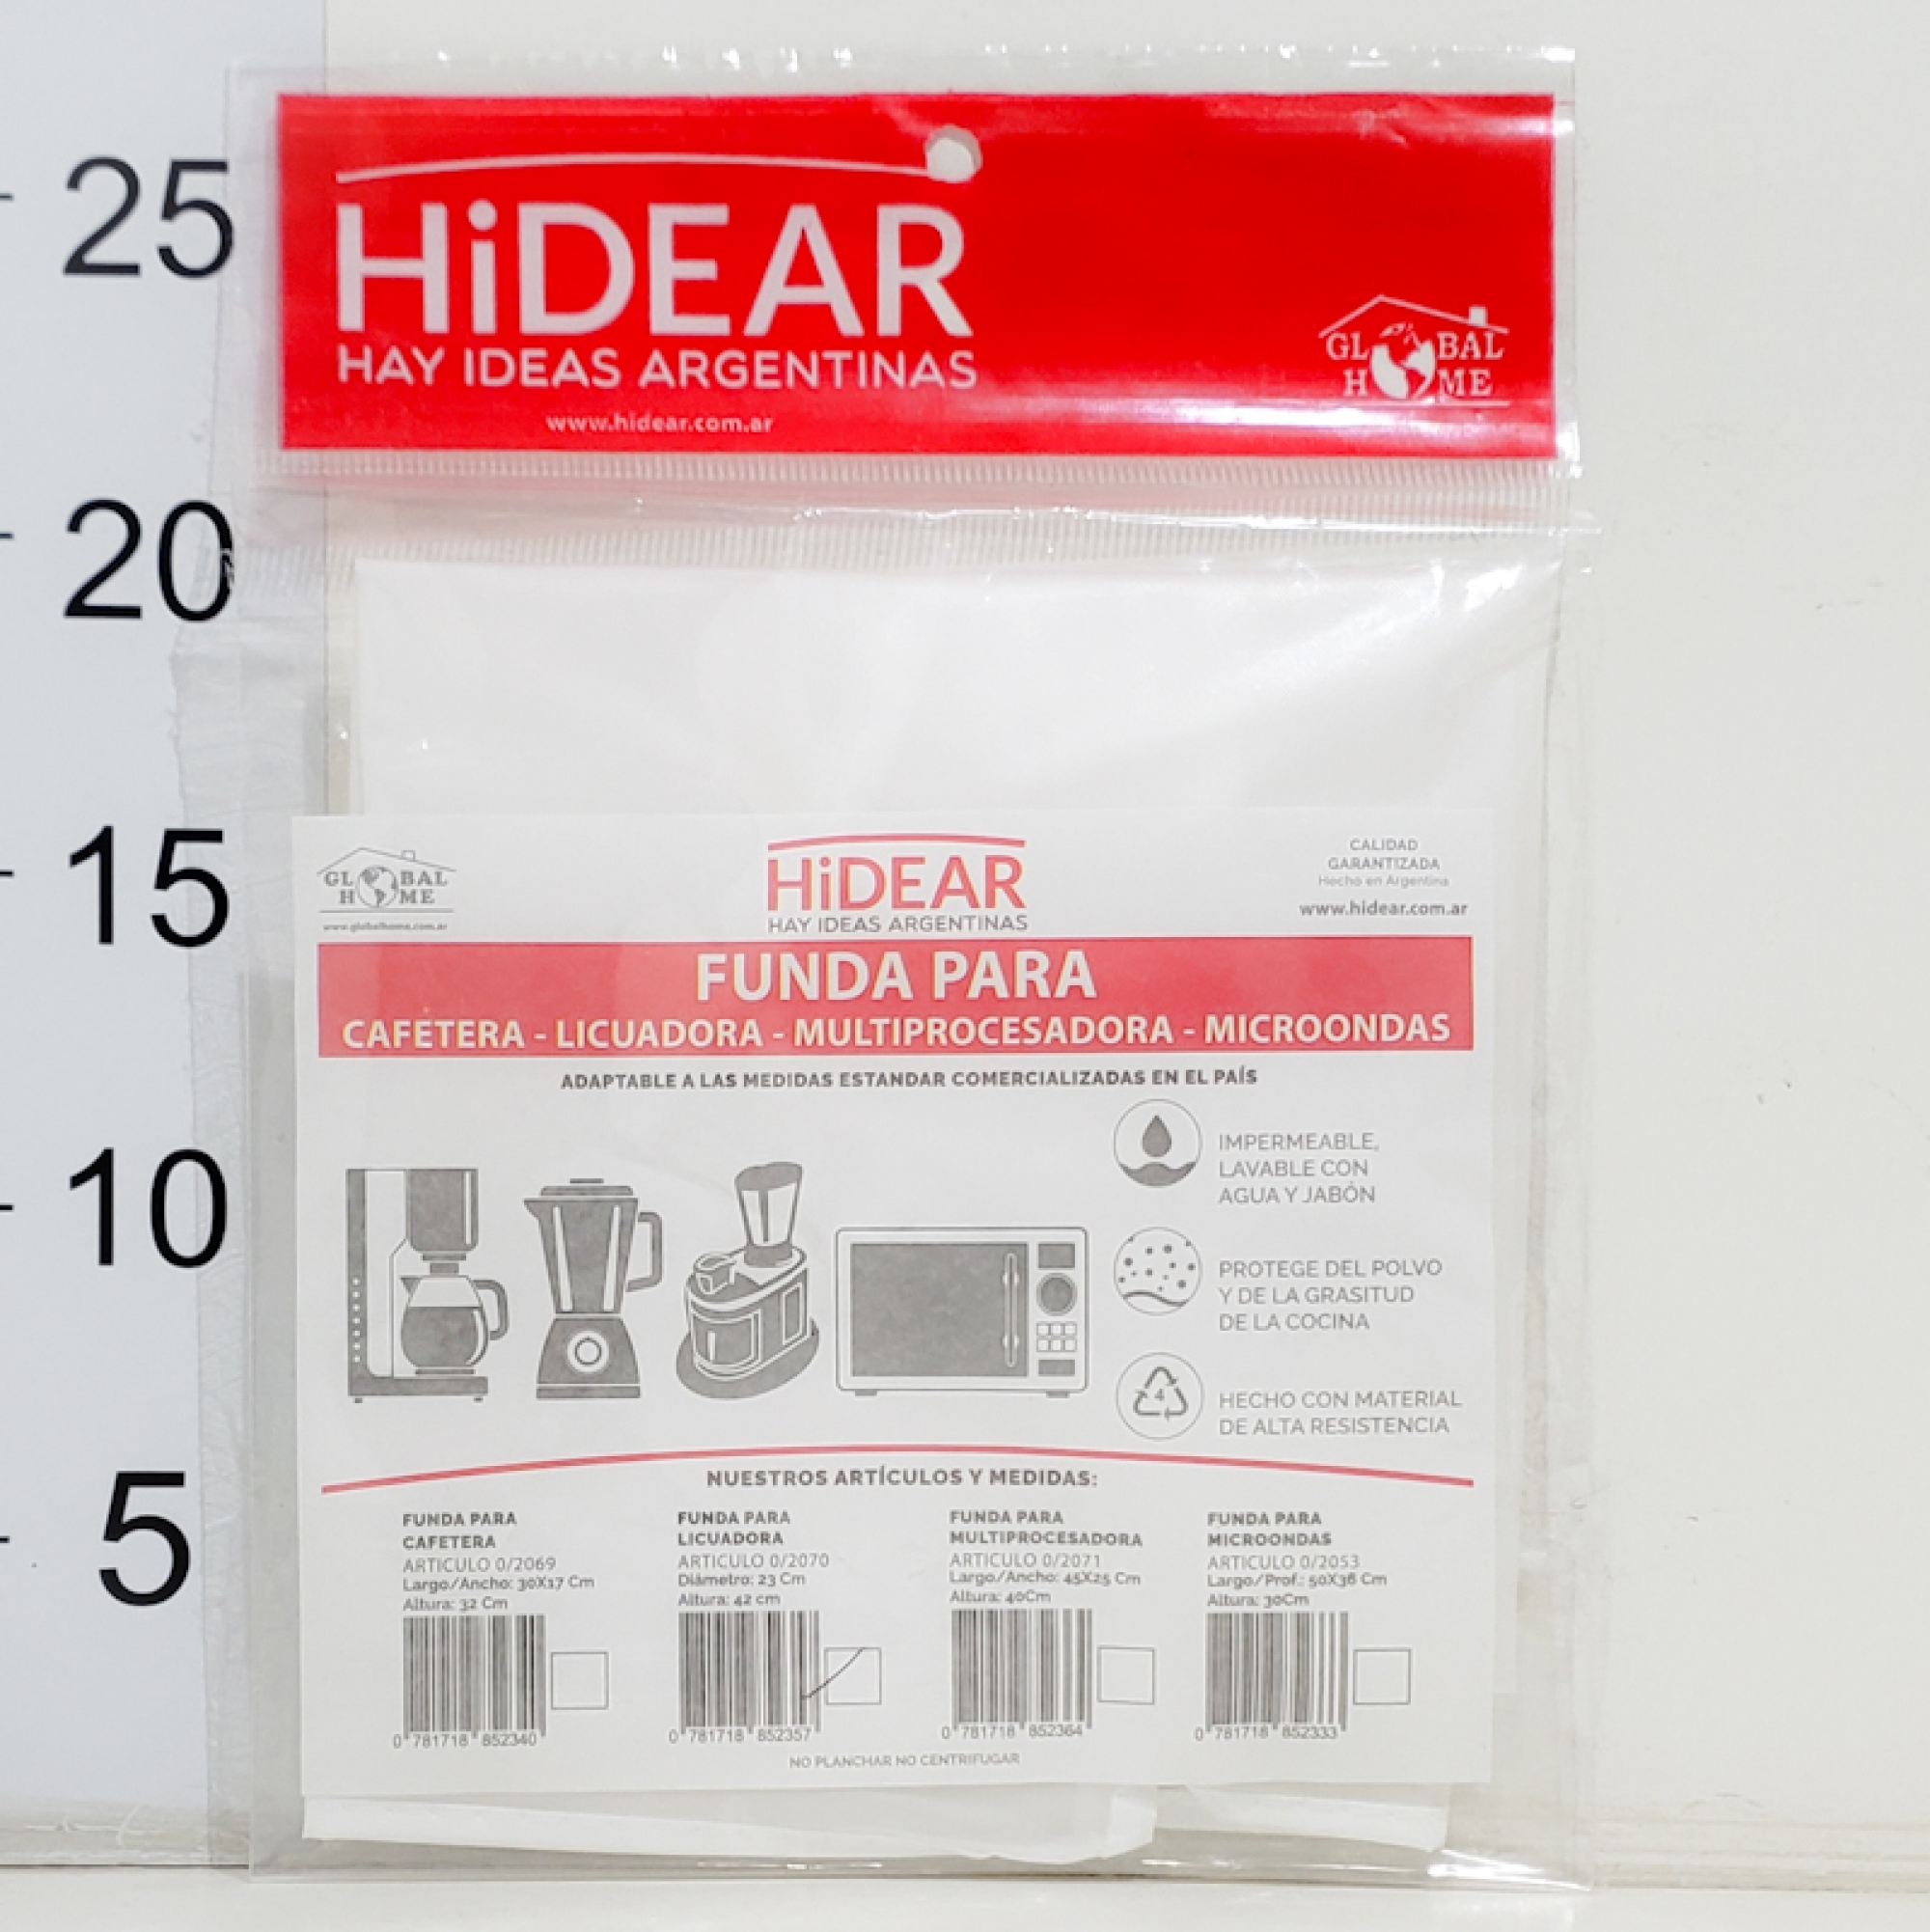 25
20
15
10
5
HiDEAR
HAY IDEAS ARGENTINAS
www.hidear.com.ar
GLOBAL
HOME
GLOBAL
HOME
www.globalhome.com.ar
HiDEAR
HAY IDEAS ARGENTINAS
CALIDAD
GARANTIZADA
Hecho en Argentina
www.hidear.com.ar
FUNDA PARA
CAFETERA - LICUADORA - MULTIPROCESADORA - MICROONDAS
ADAPTABLE A LAS MEDIDAS ESTANDAR COMERCIALIZADAS EN EL PAÍS
IMPERMEABLE,
LAVABLE CON
AGUA Y JABÓN
PROTEGE DEL POLVO
Y DE LA GRASITUD
DE LA COCINA
4
HECHO CON MATERIAL
DE ALTA RESISTENCIA
NUESTROS ARTÍCULOS Y MEDIDAS:
FUNDA PARA
CAFETERA
ARTICULO 0/2069
Largo/Ancho: 30X17 Cm
Altura: 32 Cm
0 781718 852340
FUNDA PARA
LICUADORA
ARTICULO 0/2070
Diámetro: 23 Cm
Altura: 42 cm
0 781718 852357
FUNDA PARA
MULTIPROCESADORA
ARTICULO 0/2071
Largo/Ancho: 45X25 Cm
Altura: 40Cm
0 781718 852364
FUNDA PARA
MICROONDAS
ARTICULO 0/2053
Largo/Prof.: 50X36 Cm
Altura: 30Cm
0 781718 852333
NO PLANCHAR NO CENTRIFUGAR